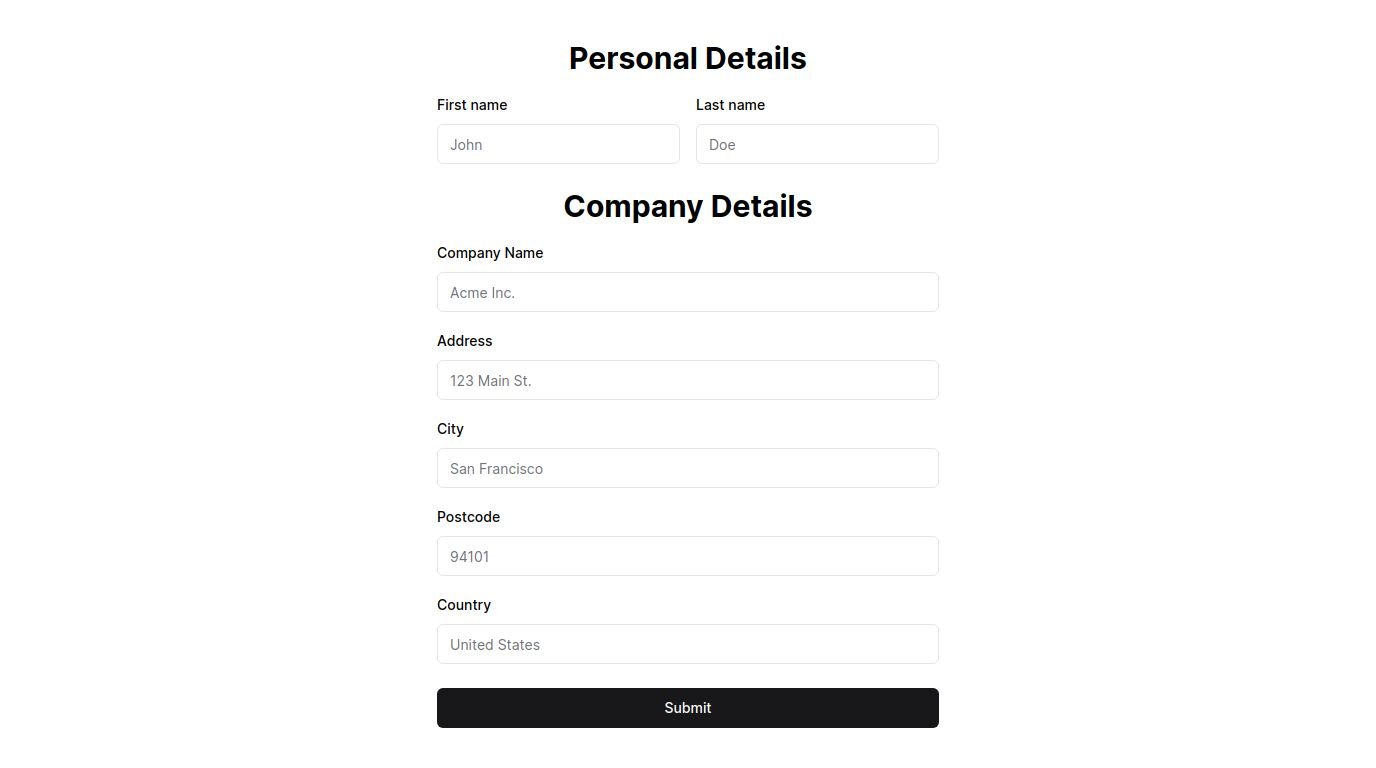 Personal Details
First name
Last name
John
Doe
Company Details
Company Name
Acme Inc.
Address
123 Main St.
City
San Francisco
Postcode
94101
Country
United States
Submit